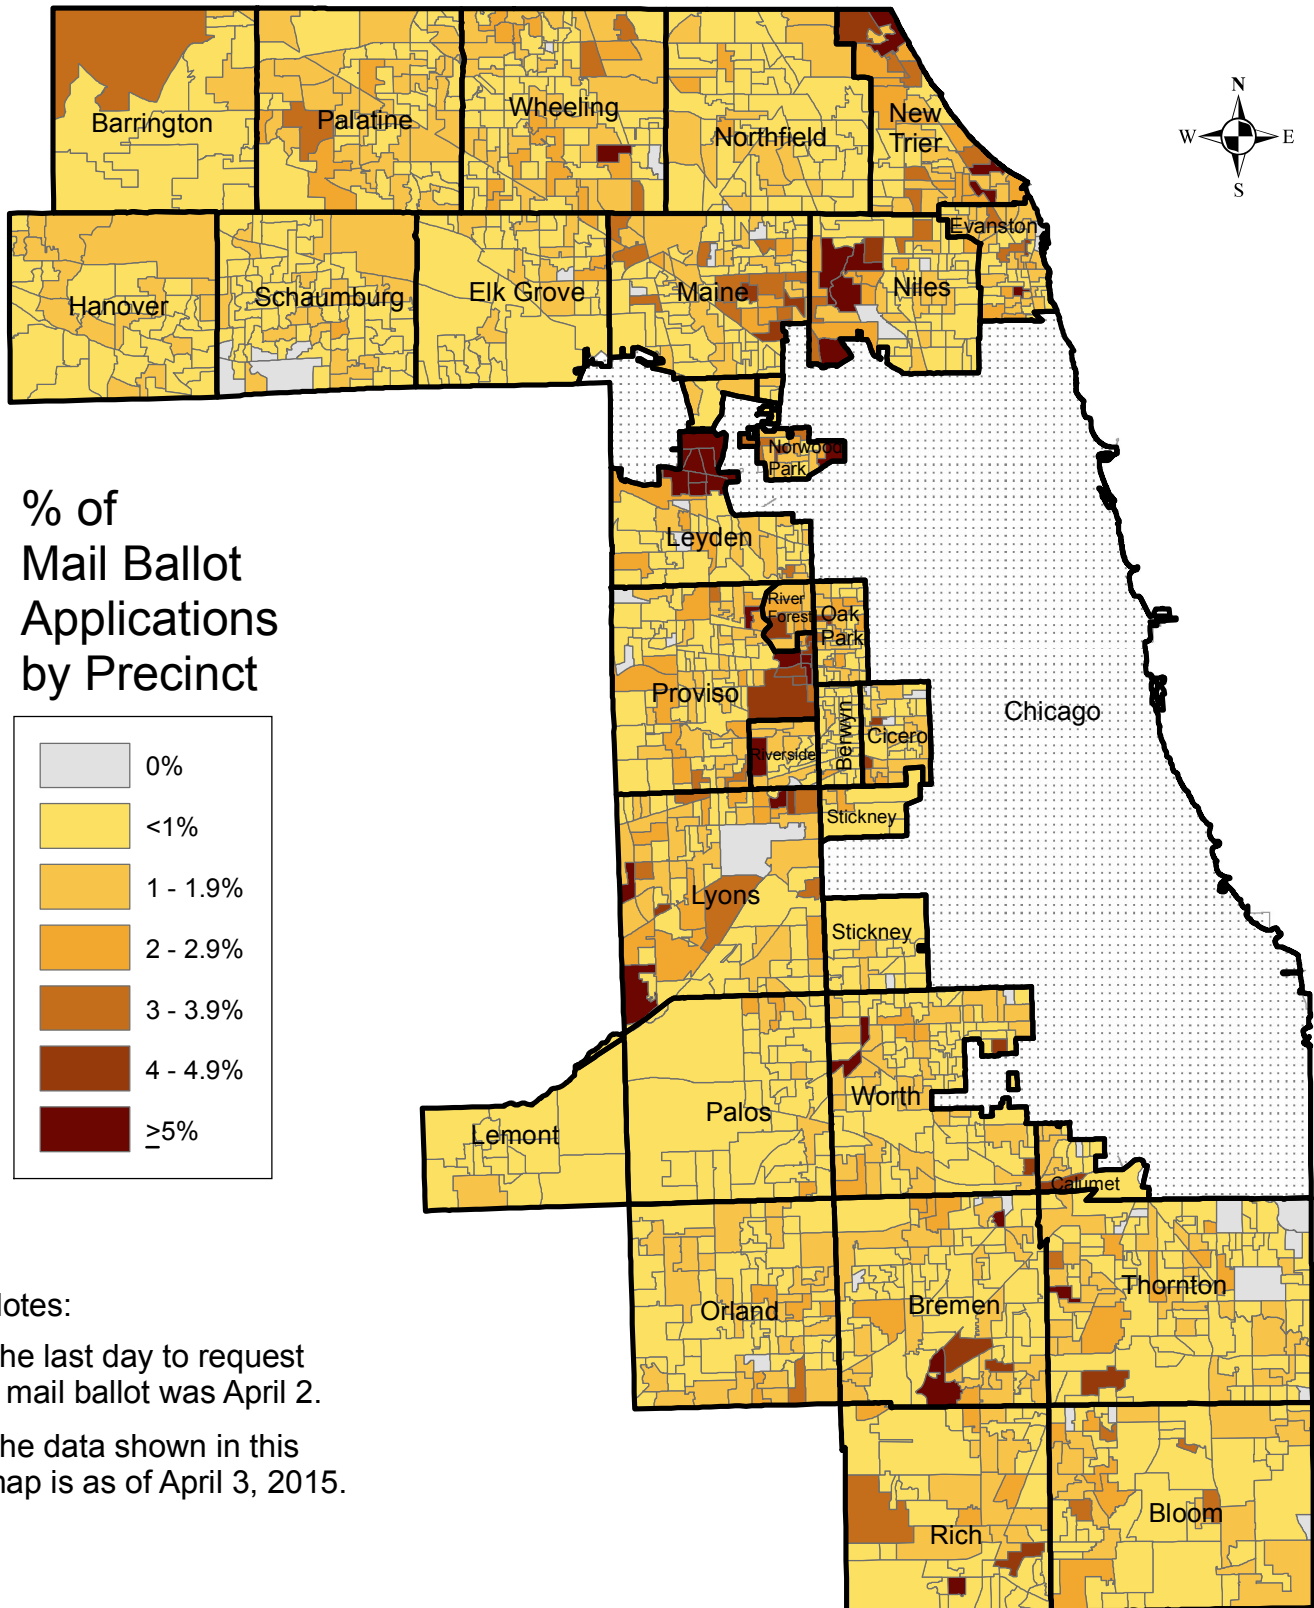 N
W E
S
Barrington
Palatine
Wheeling
Northfield
New
Trier
Evanston
Hanover
Schaumburg
Elk Grove
Maine
Niles
Norwood
Park
Leyden
River
Forest
Oak
Park
Proviso
Riverside
Berwyn
Cicero
Chicago
Stickney
Lyons
Stickney
Worth
Palos
Lemont
Calumet
Orland
Bremen
Thornton
Rich
Bloom
% of
Mail Ballot
Applications
by Precinct
0%
<1%
1 - 1.9%
2 - 2.9%
3 - 3.9%
4 - 4.9%
≥5%
lotes:
he last day to request
mail ballot was April 2.
he data shown in this
nap is as of April 3, 2015.